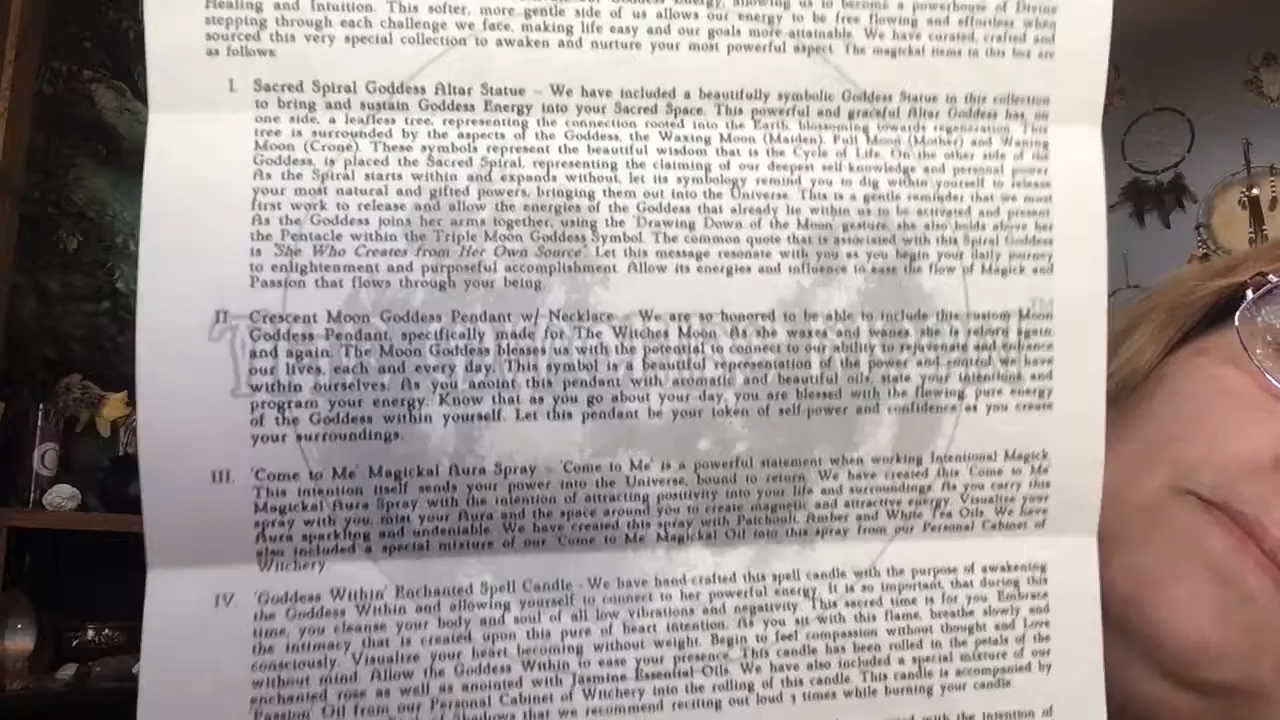 Healing and Intuition. This softer, more gentle side of us allows our energy to be free flowing and effortless when
stepping through each challenge we face, making life easy and our goals more attainable. We have curated, crafted and
sourced this very special collection to awaken and nurture your most powerful aspect. The magickal items in this box are
as follows:
I. Sacred Spiral Goddess Altar Statue - We have included a beautifully symbolic Goddess Statue in this collection
to bring and sustain Goddess Energy into your Sacred Space. This powerful and graceful Altar Goddess has, on
one side, a leafless tree, representing the connection rooted into the Earth, blossoming towards regeneration. This
tree is surrounded by the aspects of the Goddess, the Waxing Moon (Maiden), Full Moon (Mother) and Waning
Moon (Crone). These symbols represent the beautiful wisdom that is the Cycle of Life. On the other side of the
Goddess, is placed the Sacred Spiral, representing the claiming of our deepest self-knowledge and personal power.
As the Spiral starts within and expands without, let its symbology remind you to dig within yourself to release
your most natural and gifted powers, bringing them out into the Universe. This is a gentle reminder that we must
first work to release and allow the energies of the Goddess that already lie within us to be activated and present.
As the Goddess joins her arms together, using the 'Drawing Down of the Moon' gesture, she also holds above her
the Pentacle within the Triple Moon Goddess Symbol. The common quote that is associated with this Spiral Goddess
is 'She Who Creates from Her Own Source'. Let this message resonate with you as you begin your daily journey
to enlightenment and purposeful accomplishment. Allow its energies and influence to ease the flow of Magick and
Passion that flows through your being.
II. Crescent Moon Goddess Pendant w/ Necklace - We are so honored to be able to include this custom Moon
Goddess Pendant, specifically made for The Witches Moon. As she waxes and wanes, she is reborn again
and again. The Moon Goddess blesses us with the potential to connect to our ability to rejuvenate and enhance
our lives, each and every day. This symbol is a beautiful representation of the power and control we have
within ourselves. As you anoint this pendant with aromatic and beautiful oils, state your intentions and
program your energy. Know that as you go about your day, you are blessed with the flowing, pure energy
of the Goddess within yourself. Let this pendant be your token of self-power and confidence as you create
your surroundings.
III. 'Come to Me' Magickal Aura Spray - 'Come to Me' is a powerful statement when working Intentional Magick.
This intention itself sends your power into the Universe, bound to return. We have created this 'Come to Me'
Magickal Aura Spray with the intention of attracting positivity into your life and surroundings. As you carry this
spray with you, mist your Aura and the space around you to create magnetic and attractive energy. Visualize your
Aura sparkling and undeniable. We have created this spray with Patchouli, Amber and White Tea Oils. We have
also included a special mixture of our 'Come to Me' Magickal Oil into this spray from our Personal Cabinet of
Witchery
IV. 'Goddess Within' Enchanted Spell Candle - We have hand-crafted this spell candle with the purpose of awakening
the Goddess Within and allowing yourself to connect to her powerful energy. It is so important, that during this
time, you cleanse your body and soul of all low vibrations and negativity. This sacred time is for you. Embrace
the intimacy that is created upon this pure of heart intention. As you sit with this flame, breathe slowly and
consciously. Visualize your heart becoming without weight. Begin to feel compassion without thought and Love
without mind. Allow the Goddess Within to ease your presence. This candle has been rolled in the petals of the
enchanted rose as well as anointed with Jasmine Essential Oils. We have also included a special mixture of our
'Passion' Oil from our Personal Cabinet of Witchery into the rolling of this candle. This candle is accompanied by
Shadows that we recommend reciting out loud 3 times while burning your candle.
with the intention of